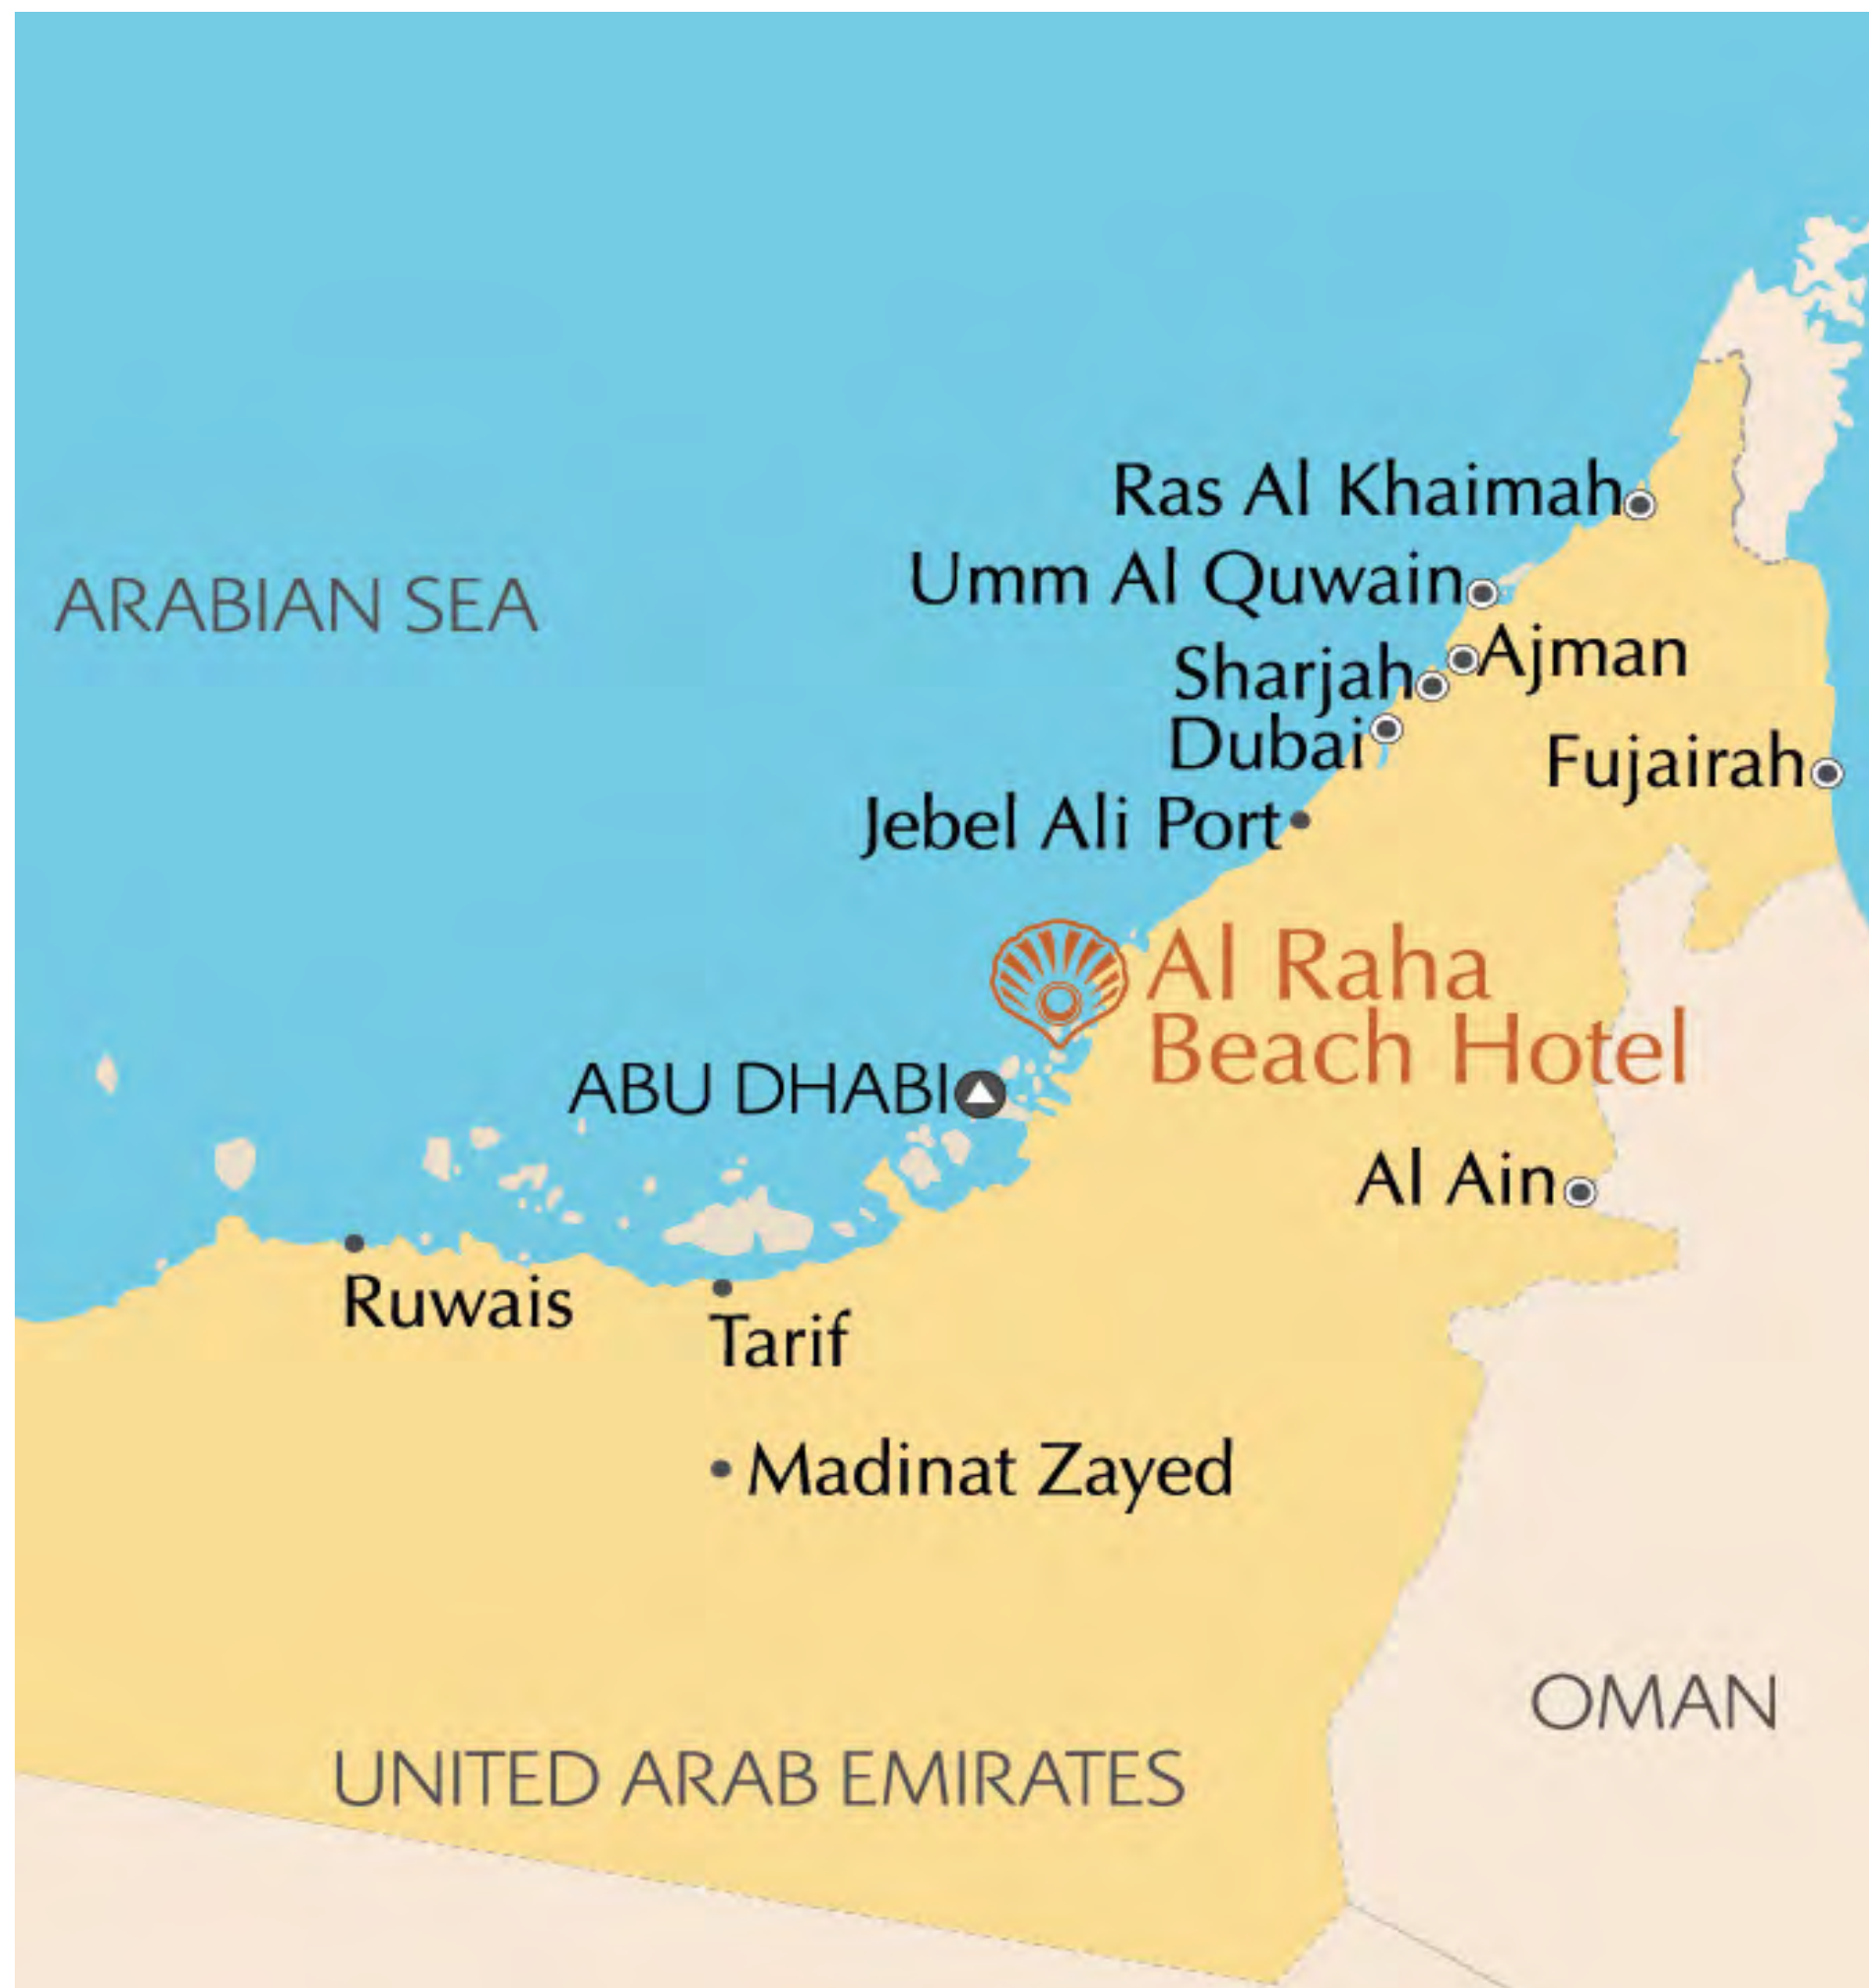 Ras Al Khaimah
Umm Al Quwain
ARABIAN SEA
Ajman
Sharjah
Dubai
Fujairah
Jebel Ali Port
Al Raha
Beach Hotel
ABU DHABI
Al Ain
Ruwais
Tarif
Madinat Zayed
OMAN
UNITED ARAB EMIRATES